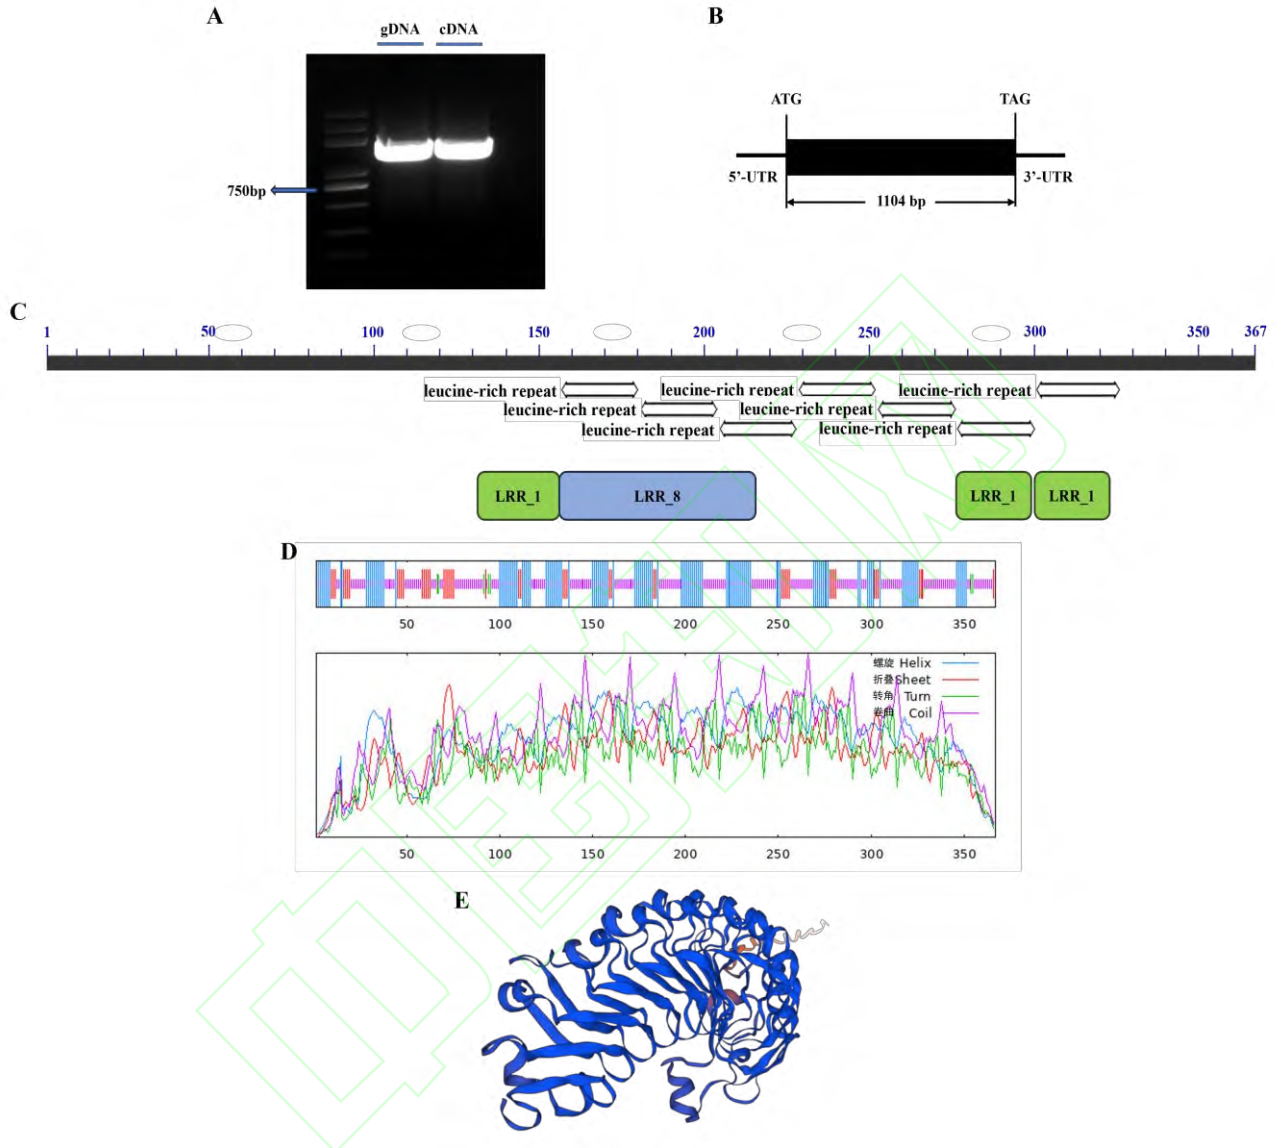 A
gDNA cDNA
750bp
B
ATG TAG
5’-UTR 3’-UTR
1104 bp
C
1 50 100 150 200 250 300 350 367
leucine-rich repeat leucine-rich repeat leucine-rich repeat
leucine-rich repeat leucine-rich repeat
leucine-rich repeat leucine-rich repeat
LRR_1 LRR_8 LRR_1 LRR_1
D
50 100 150 200 250 300 350
螺旋 Helix
折叠 Sheet
转角 Turn
卷曲 Coil
50 100 150 200 250 300 350
E